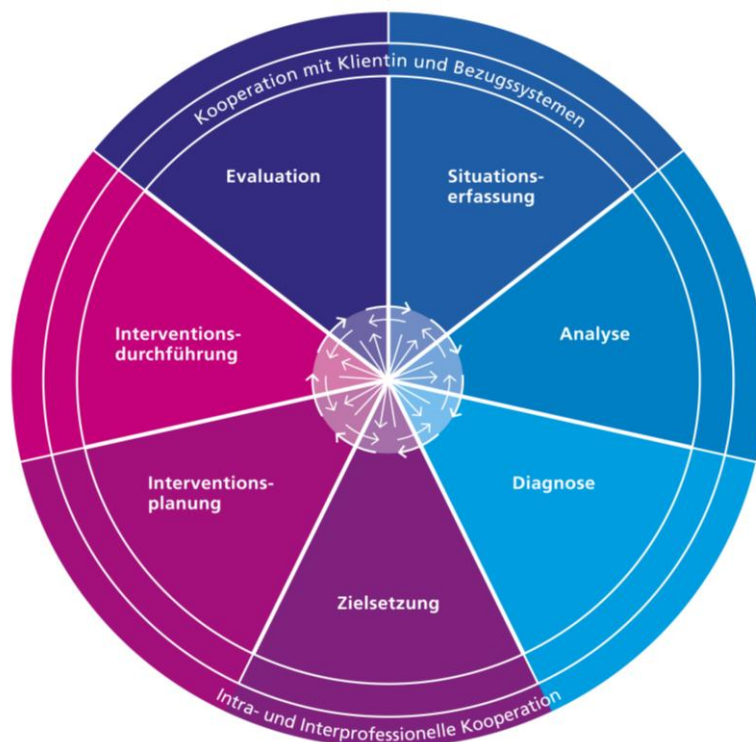 Kooperation mit Klientin und Bezugssystemen
Evaluation
Situations-
erfassung
Interventions-
durchführung
Analyse
Interventions-
planung
Diagnose
Zielsetzung
Intra- und Interprofessionelle Kooperation